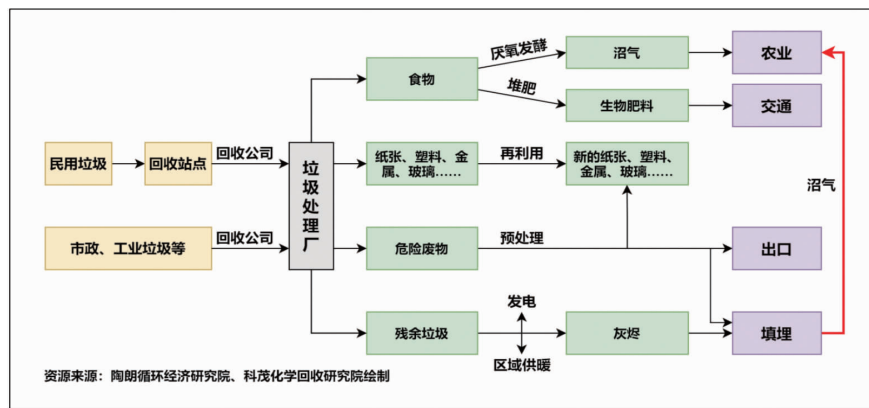 厌氧发酵
沼气
农业
食物
堆肥
生物肥料
交通
民用垃圾
回收站点
回收公司
垃圾处理厂
纸张、塑料、金
属、玻璃……
再利用
新的纸张、塑料、
金属、玻璃……
沼气
市政、工业垃圾等
回收公司
危险废物
预处理
出口
残余垃圾
发电
区域供暖
灰烬
填埋
资源来源：陶朗循环经济研究院、科茂化学回收研究院绘制